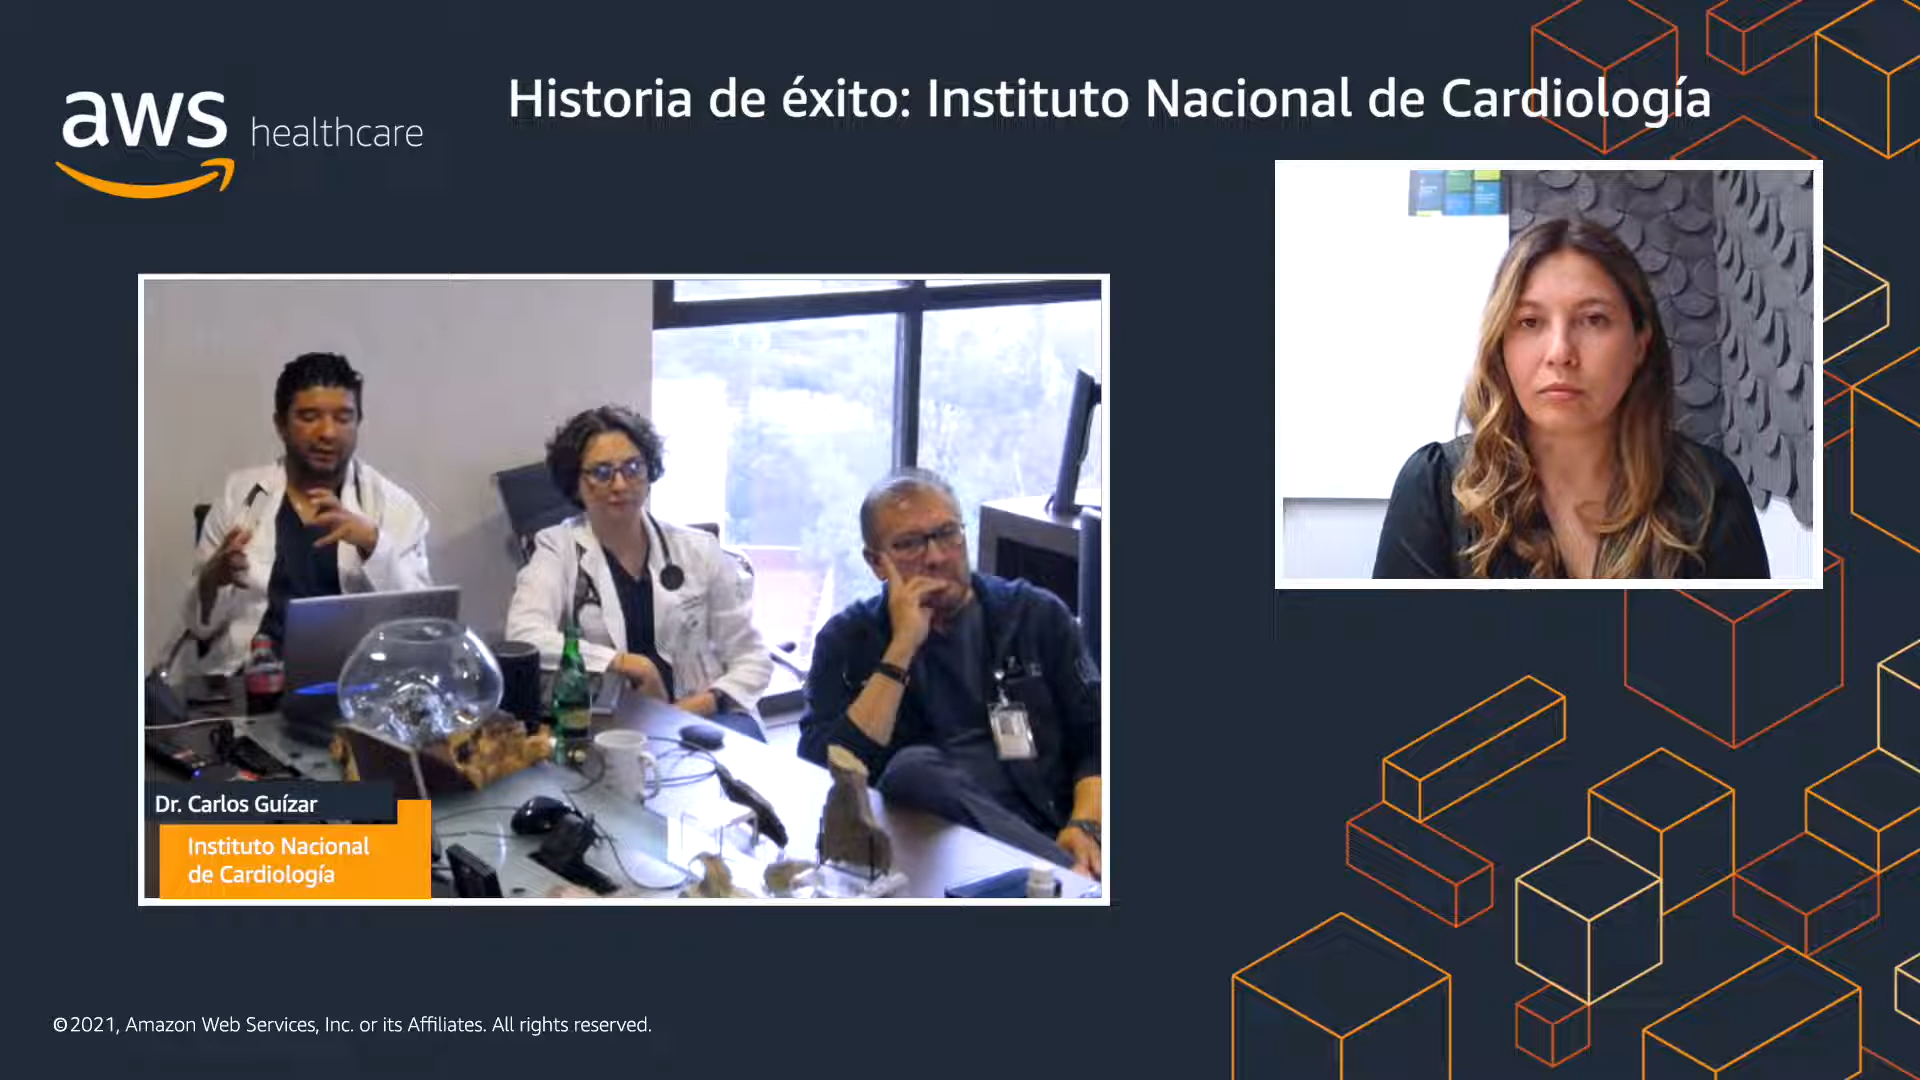 aws healthcare
Historia de éxito: Instituto Nacional de Cardiología
Dr. Carlos Guízar
Instituto Nacional
de Cardiología
©2021, Amazon Web Services, Inc. or its Affiliates. All rights reserved.